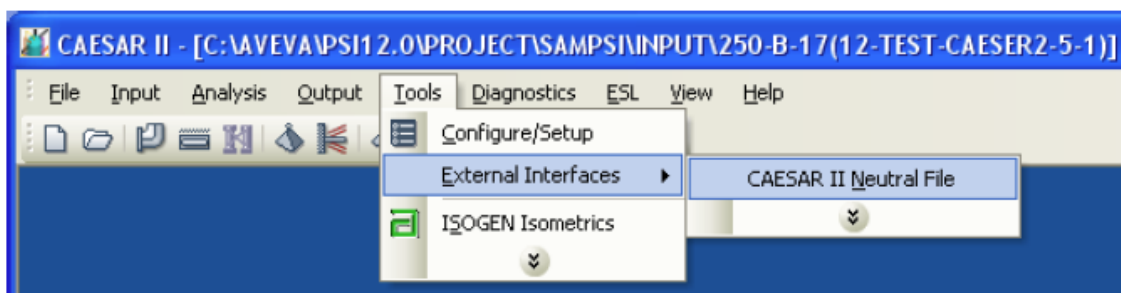 CAESAR II - [C:\AVEVA\PSI12.0\PROJECT\SAMPSI\INPUT\250-B-17(12-TEST-CAESER2-5-1)]
File Input Analysis Output Tools Diagnostics ESL View Help
Configure/Setup
External Interfaces
CAESAR II Neutral File
ISOGEN Isometrics